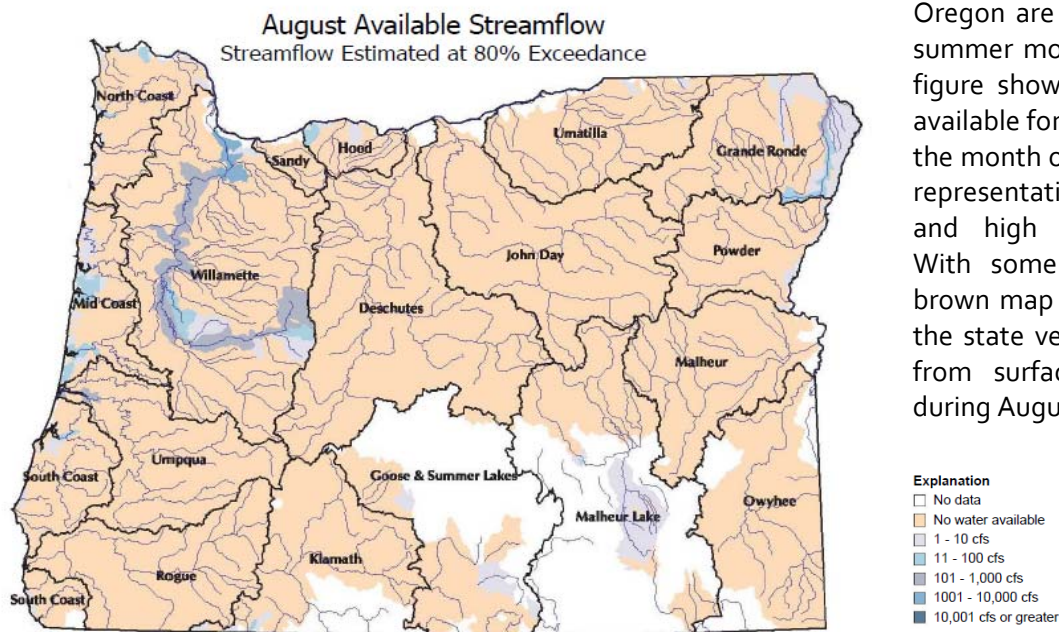 August Available Streamflow
Streamflow Estimated at 80% Exceedance
North Coast
Sandy
Hood
Umatilla
Grande Ronde
Willamette
John Day
Powder
Mid Coast
Deschutes
Malheur
Umpqua
South Coast
Goose & Summer Lakes
Malheur Lake
Owyhee
Klamath
Rogue
South Coast
Oregon are
summer mo
figure show
available for
the month o
representati
and high
With some
brown map
the state ve
from surfac
during Augu
Explanation
No data
No water available
1 - 10 cfs
11 - 100 cfs
101 - 1,000 cfs
1001 - 10,000 cfs
10,001 cfs or greater